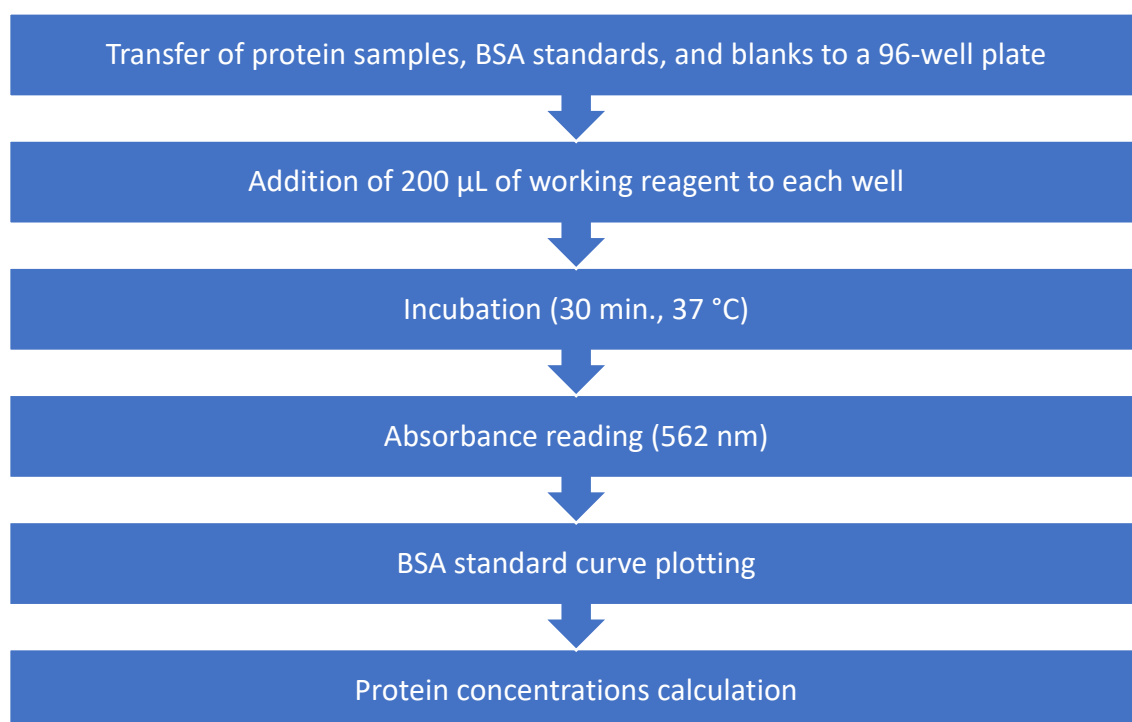 Transfer of protein samples, BSA standards, and blanks to a 96-well plate
Addition of 200 µL of working reagent to each well
Incubation (30 min., 37 °C)
Absorbance reading (562 nm)
BSA standard curve plotting
Protein concentrations calculation